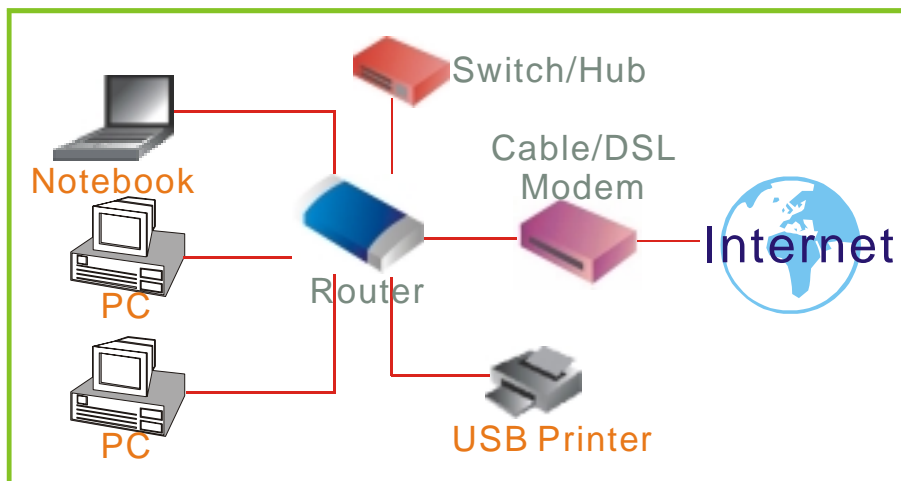 Switch/Hub
Cable/DSL
Modem
Notebook
Internet
PC
Router
PC
USB Printer